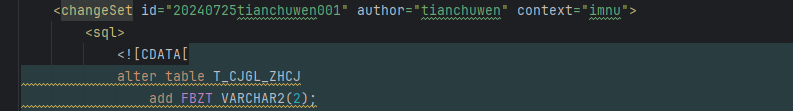 <changeSet id="20240725tianchuwen001" author="tianchuwen" context="imnu">
<sql>
<![CDATA[
alter table T_CJGL_ZHCJ
add FBZT VARCHAR2(2);